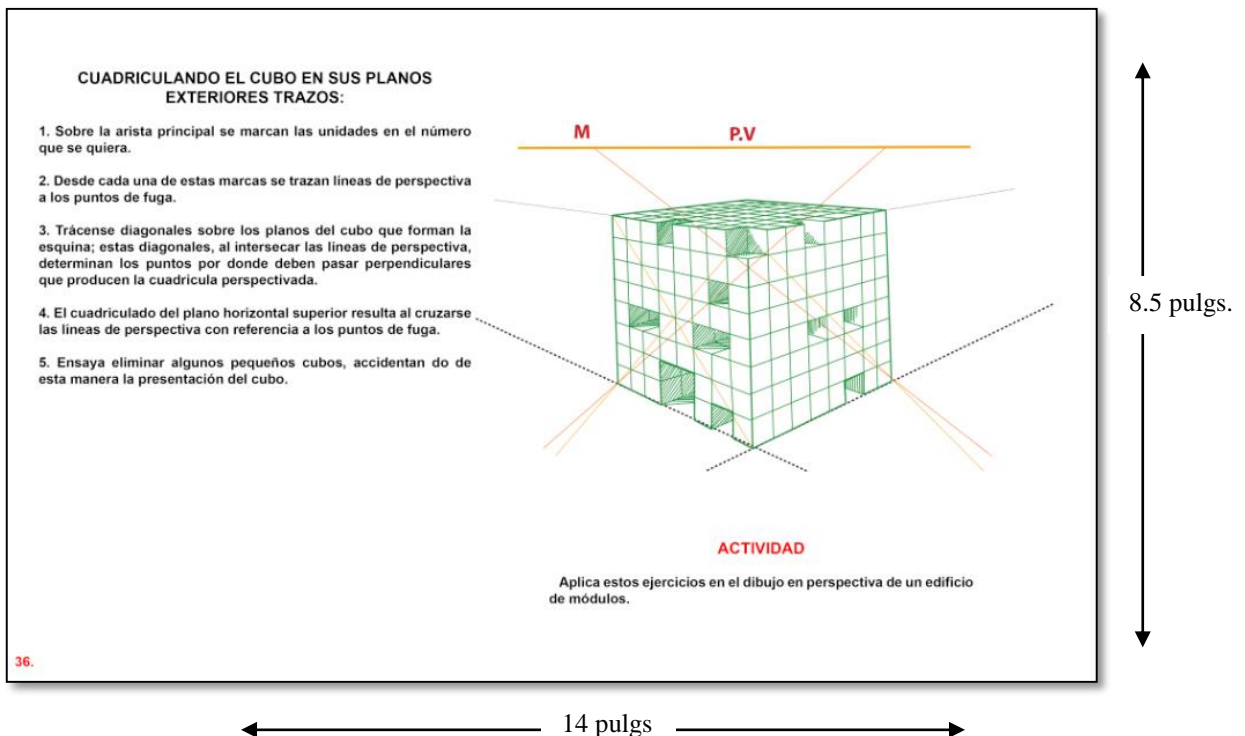 CUADRICULANDO EL CUBO EN SUS PLANOS
EXTERIORES TRAZOS:
1. Sobre la arista principal se marcan las unidades en el número
que se quiera.
2. Desde cada una de estas marcas se trazan líneas de perspectiva
a los puntos de fuga.
3. Trácense diagonales sobre los planos del cubo que forman la
esquina; estas diagonales, al intersecar las líneas de perspectiva,
determinan los puntos por donde deben pasar perpendiculares
que producen la cuadrícula perspectivada.
4. El cuadriculado del plano horizontal superior resulta al cruzarse
las líneas de perspectiva con referencia a los puntos de fuga.
5. Ensaya eliminar algunos pequeños cubos, accidentan do de
esta manera la presentación del cubo.
M P.V
ACTIVIDAD
Aplica estos ejercicios en el dibujo en perspectiva de un edificio
de módulos.
36.
8.5 pulgs.
14 pulgs